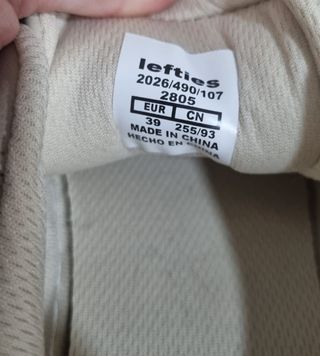 lefties
2026/490/107
2805
EUR CN
39 255/93
MADE IN CHINA
HECHO EN CHINA